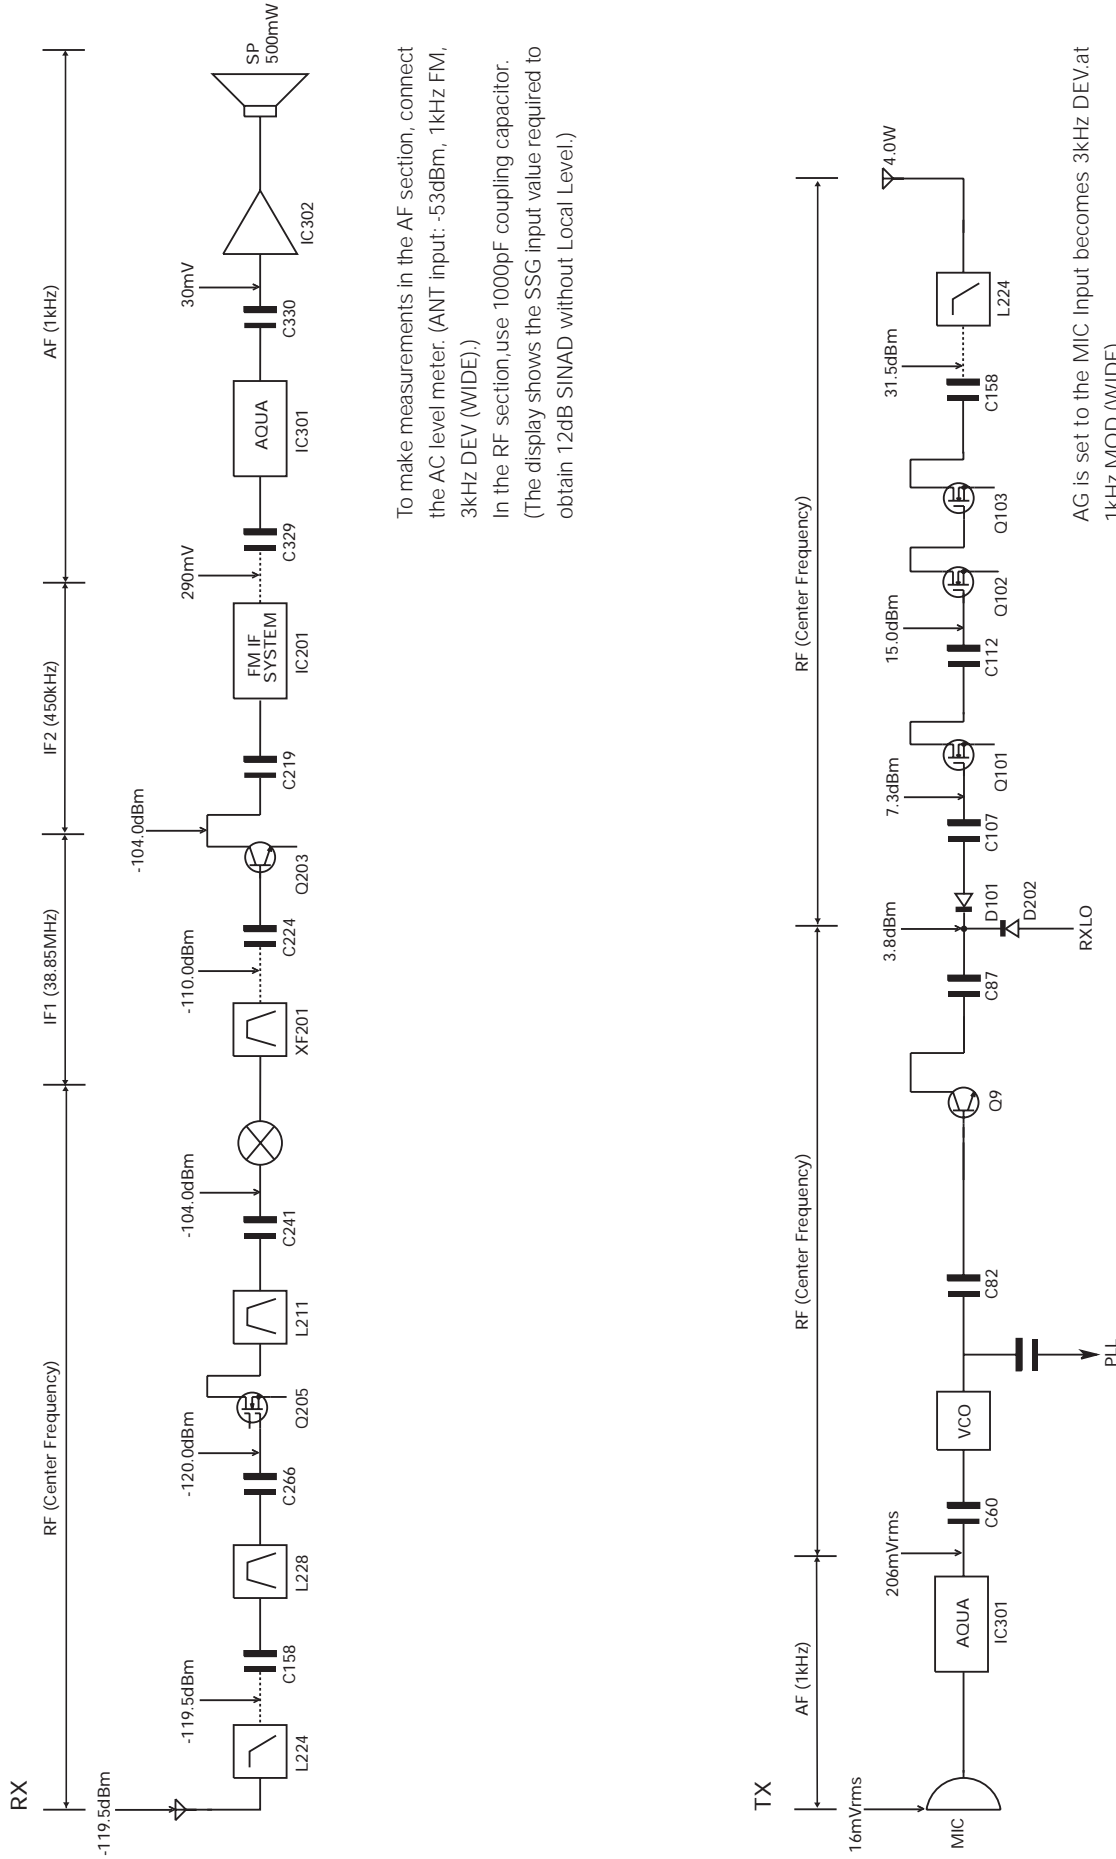 RX
RF (Center Frequency)
IF1 (38.85MHz)
IF2 (450kHz)
AF (1kHz)
-119.5dBm
-119.5dBm
-120.0dBm
-104.0dBm
-110.0dBm
-104.0dBm
290mV
30mV
SP
500mW
L224
C158
L228
C266
Q205
L211
C241
XF201
C224
Q203
C219
FM IF
SYSTEM
IC201
C329
AQUA
IC301
C330
IC302
To make measurements in the AF section, connect
the AC level meter. (ANT input: -53dBm, 1kHz FM,
3kHz DEV (WIDE).)
In the RF section,use 1000pF coupling capacitor.
(The display shows the SSG input value required to
obtain 12dB SINAD without Local Level.)
TX
AF (1kHz)
RF (Center Frequency)
RF (Center Frequency)
16mVrms
206mVrms
3.8dBm
7.3dBm
15.0dBm
31.5dBm
4.0W
MIC
AQUA
IC301
C60
VCO
PLL
C82
Q9
C87
D101
D202
RXLO
C107
Q101
C112
Q102
Q103
C158
L224
AG is set to the MIC Input becomes 3kHz DEV.at
1kHz MOD (WIDE)